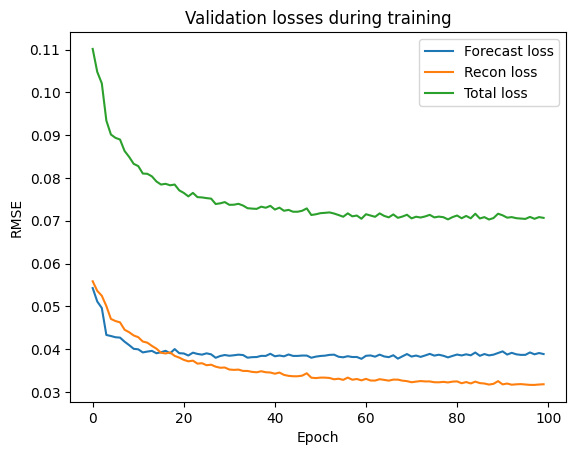 Validation losses during training
0.11
0.10
0.09
0.08
0.07
0.06
0.05
0.04
0.03
RMSE
Forecast loss
Recon loss
Total loss
0
20
40
60
80
100
Epoch